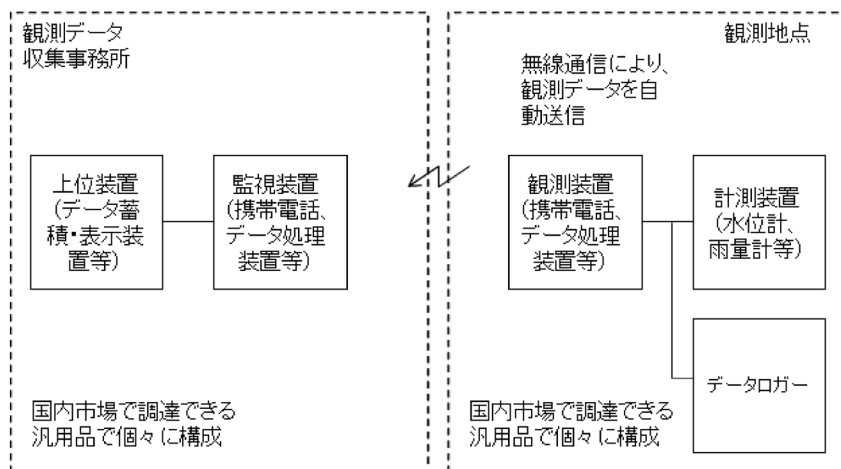 観測データ
収集事務所
上位装置
(データ蓄
積・表示装
置等)
監視装置
(携帯電話、
データ処理
装置等)
国内市場で調達できる
汎用品で個々に構成
観測地点
無線通信により、
観測データを自
動送信
観測装置
(携帯電話、
データ処理
装置等)
計測装置
(水位計、
雨量計等)
データロガー
国内市場で調達できる
汎用品で個々に構成